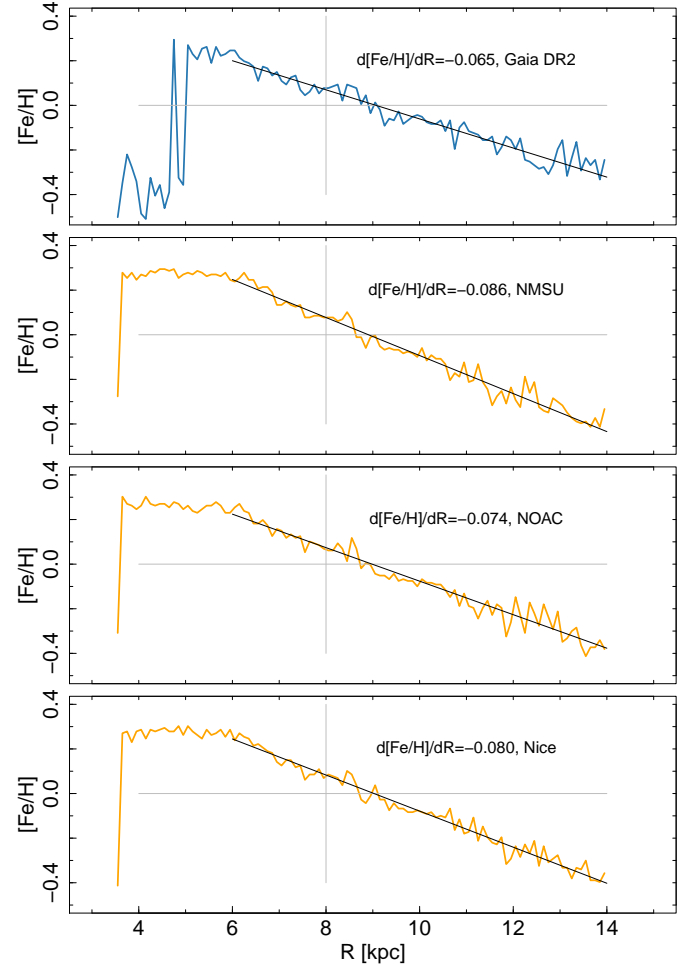 0.4
0.0
−0.4
[Fe/H]
d[Fe/H]/dR=−0.065, Gaia DR2
0.4
0.0
−0.4
[Fe/H]
d[Fe/H]/dR=−0.086, NMSU
0.4
0.0
−0.4
[Fe/H]
d[Fe/H]/dR=−0.074, NOAC
0.4
0.0
−0.4
[Fe/H]
d[Fe/H]/dR=−0.080, Nice
4 6 8 10 12 14
R [kpc]